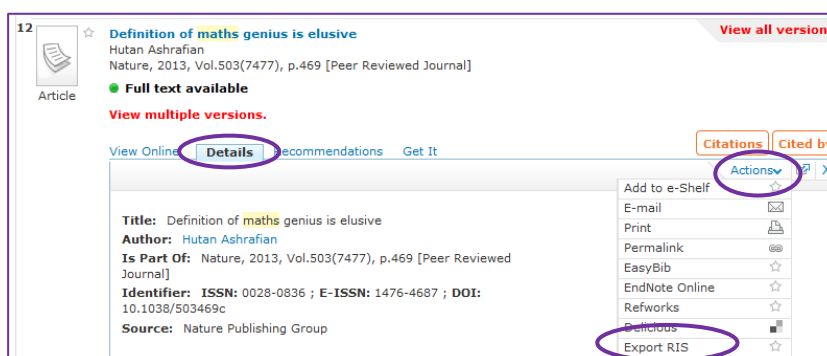 12
Definition of maths genius is elusive
View all version
Hutan Ashrafian
Nature, 2013, Vol.503(7477), p.469 [Peer Reviewed Journal]
Article
Full text available
View multiple versions.
Citations
Cited by
View Online
Details
Recommendations
Get It
Actions
Add to e-Shelf
E-mail
Print
Permalink
EasyBib
EndNote Online
Refworks
Delicious
Export RIS
Title: Definition of maths genius is elusive
Author: Hutan Ashrafian
Is Part Of: Nature, 2013, Vol.503(7477), p.469 [Peer Reviewed
Journal]
Identifier: ISSN: 0028-0836 ; E-ISSN: 1476-4687 ; DOI:
10.1038/503469c
Source: Nature Publishing Group